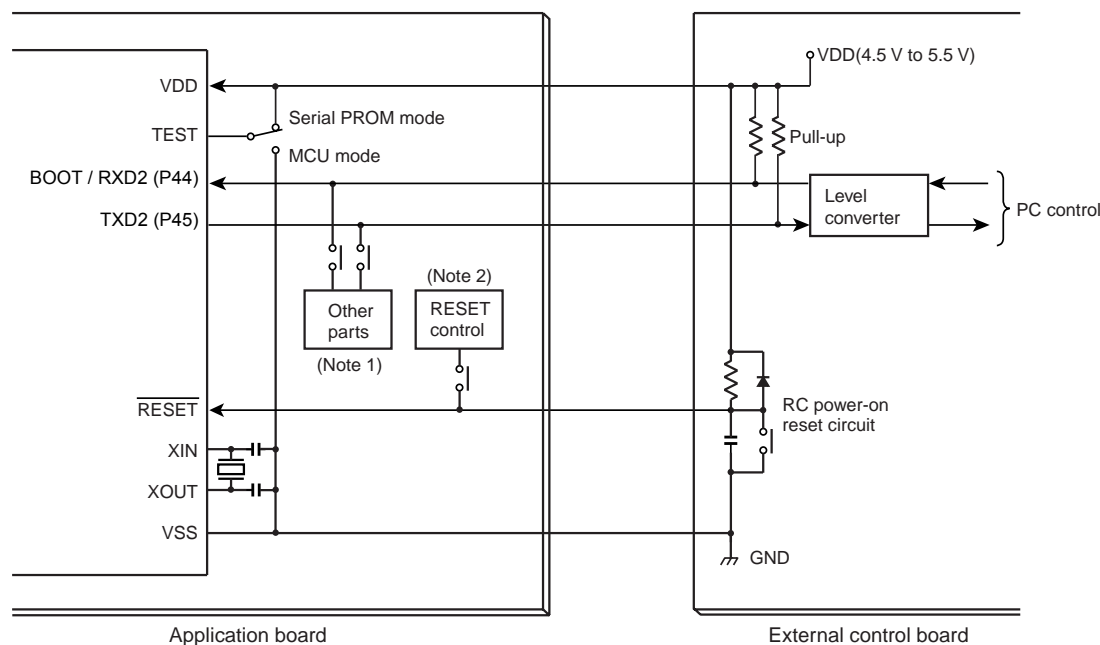 VDD(4.5 V to 5.5 V)
VDD
Serial PROM mode
TEST
Pull-up
MCU mode
BOOT / RXD2 (P44)
Level
converter
PC control
TXD2 (P45)
(Note 2)
Other
parts
RESET
control
(Note 1)
RESET
RC power-on
reset circuit
XIN
XOUT
VSS
GND
Application board
External control board